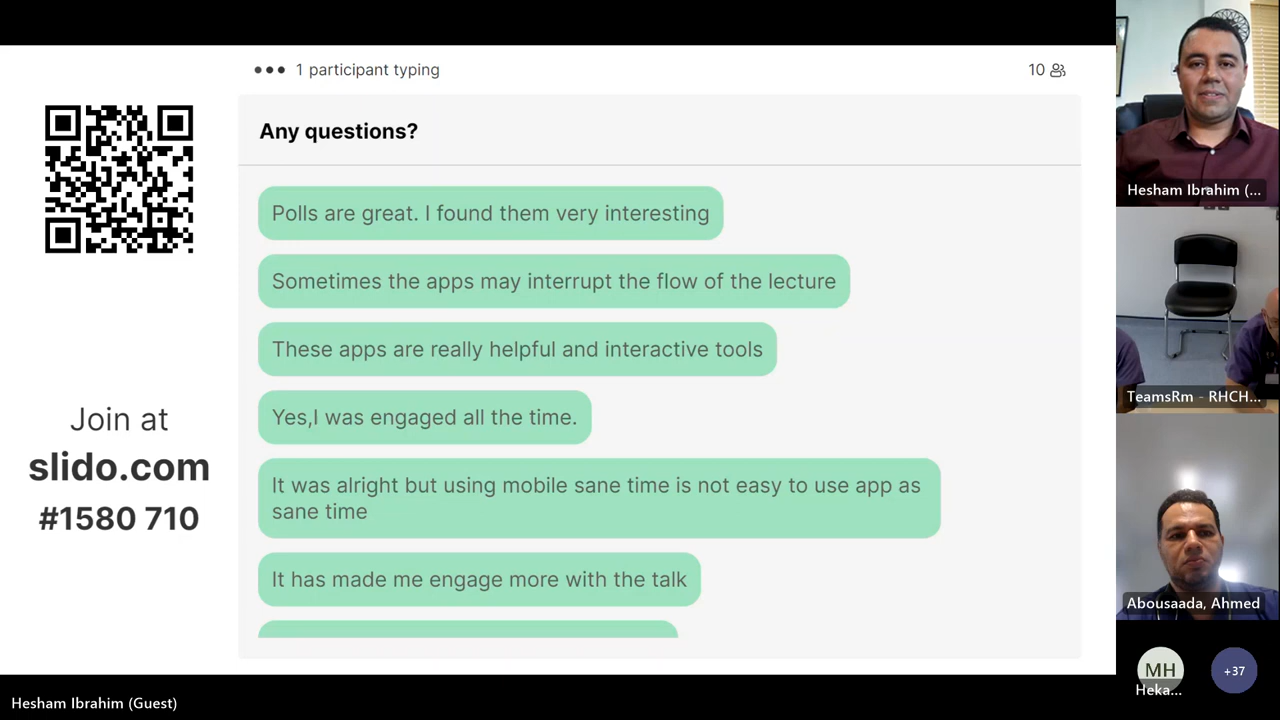 1 participant typing
10
Any questions?
Polls are great. I found them very interesting
Sometimes the apps may interrupt the flow of the lecture
These apps are really helpful and interactive tools
Yes,I was engaged all the time.
It was alright but using mobile sane time is not easy to use app as
sane time
It has made me engage more with the talk
Join at
slido.com
#1580 710
Hesham Ibrahim (...
TeamsRm - RHCH...
Abousaada, Ahmed
MH
Heka...
+37
Hesham Ibrahim (Guest)